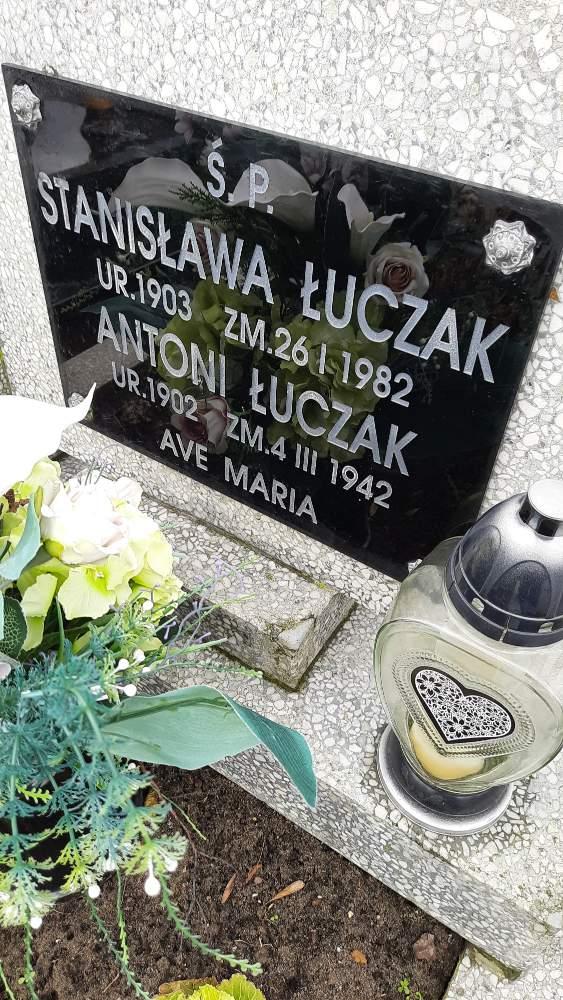 Ś. P.
STANISŁAWA ŁUCZAK
UR.1903 ZM.26 I 1982
ANTONI ŁUCZAK
UR.1902 ZM.4 III 1942
AVE MARIA